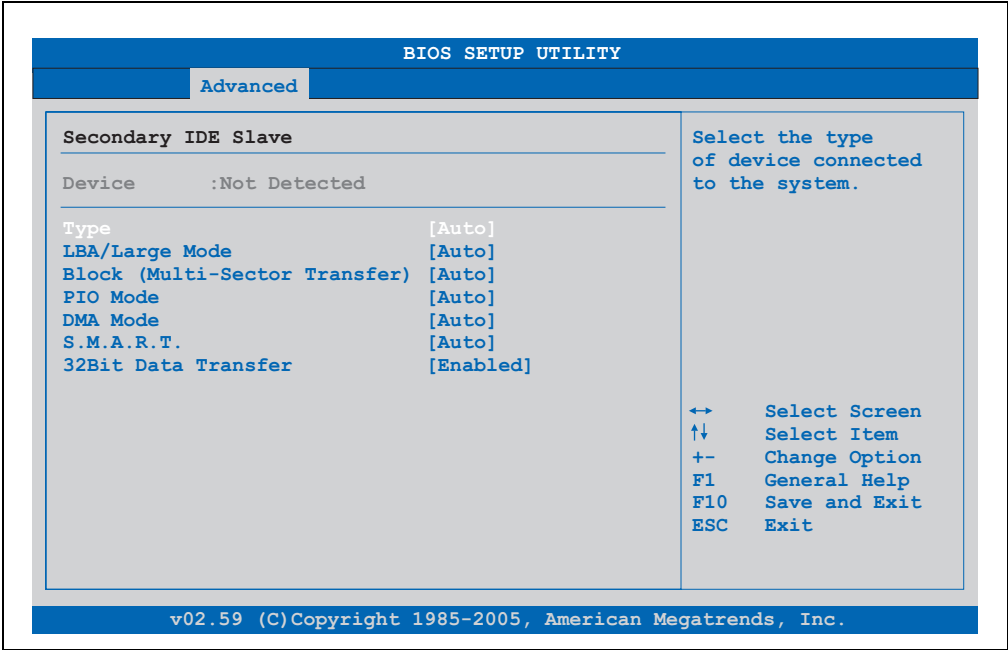 BIOS SETUP UTILITY
Advanced
Secondary IDE Slave
Device :Not Detected
Type [Auto]
LBA/Large Mode [Auto]
Block (Multi-Sector Transfer) [Auto]
PIO Mode [Auto]
DMA Mode [Auto]
S.M.A.R.T. [Auto]
32Bit Data Transfer [Enabled]
Select the type
of device connected
to the system.
↔ Select Screen
↑↓ Select Item
+- Change Option
F1 General Help
F10 Save and Exit
ESC Exit
v02.59 (C)Copyright 1985-2005, American Megatrends, Inc.